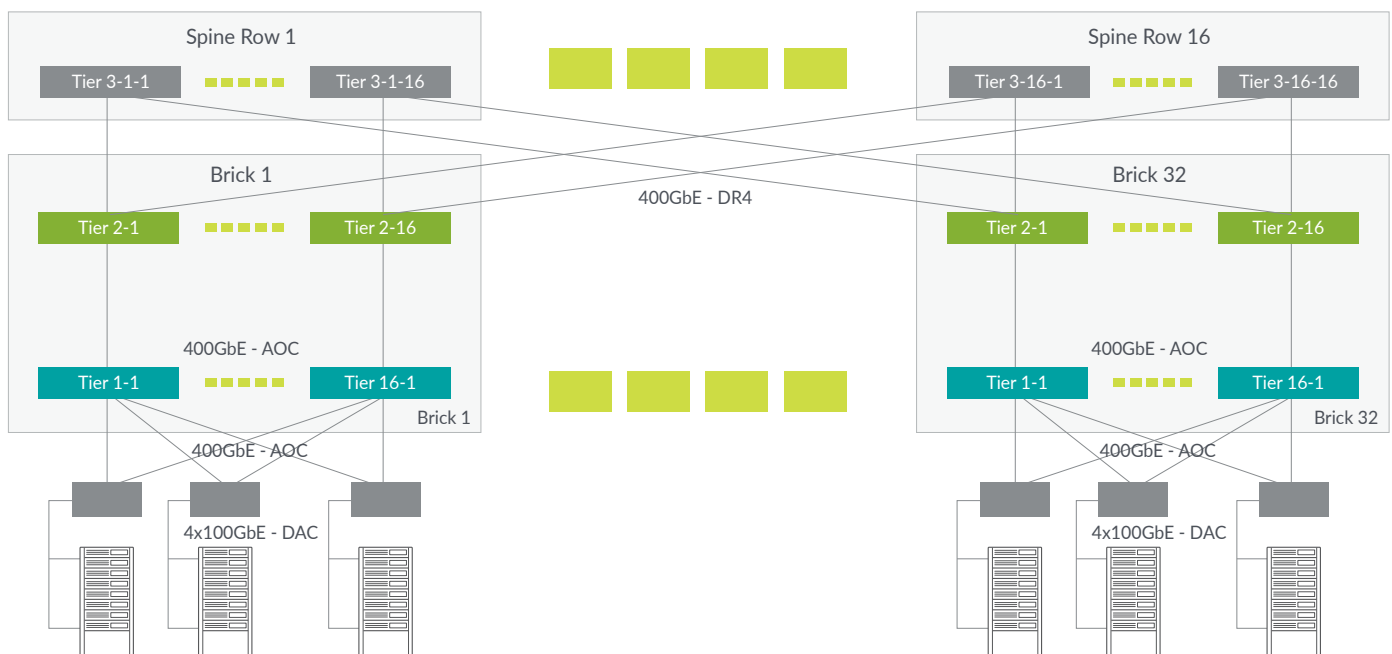 Spine Row 1
Spine Row 16
Tier 3-1-1
Tier 3-1-16
Tier 3-16-1
Tier 3-16-16
Brick 1
Brick 32
400GbE - DR4
Tier 2-1
Tier 2-16
Tier 2-1
Tier 2-16
400GbE - AOC
400GbE - AOC
Tier 1-1
Tier 16-1
Tier 1-1
Tier 16-1
Brick 1
Brick 32
400GbE - AOC
400GbE - AOC
4x100GbE - DAC
4x100GbE - DAC